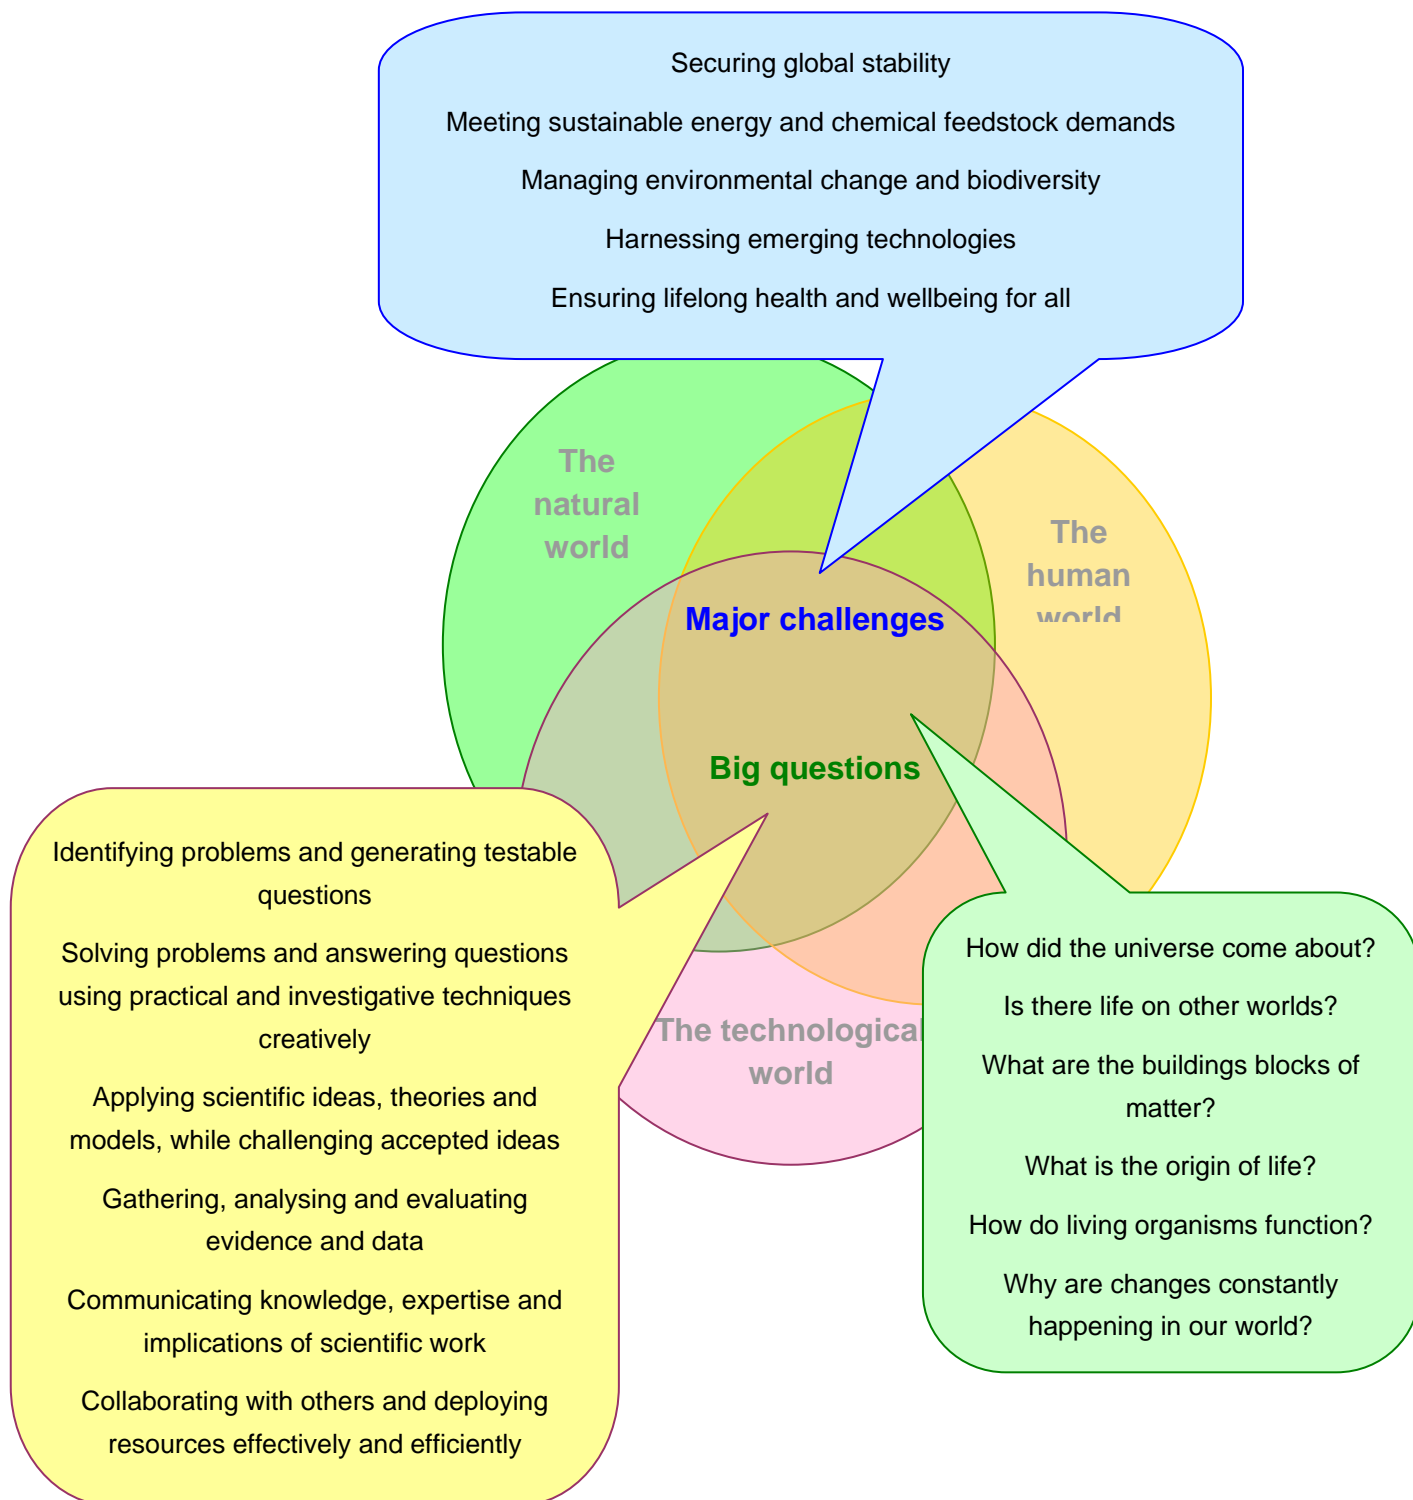 Securing global stability
Meeting sustainable energy and chemical feedstock demands
Managing environmental change and biodiversity
Harnessing emerging technologies
Ensuring lifelong health and wellbeing for all
The
natural
world
The
human
world
Major challenges
Big questions
The technological
world
Identifying problems and generating testable
questions
Solving problems and answering questions
using practical and investigative techniques
creatively
Applying scientific ideas, theories and
models, while challenging accepted ideas
Gathering, analysing and evaluating
evidence and data
Communicating knowledge, expertise and
implications of scientific work
Collaborating with others and deploying
resources effectively and efficiently
How did the universe come about?
Is there life on other worlds?
What are the buildings blocks of
matter?
What is the origin of life?
How do living organisms function?
Why are changes constantly
happening in our world?